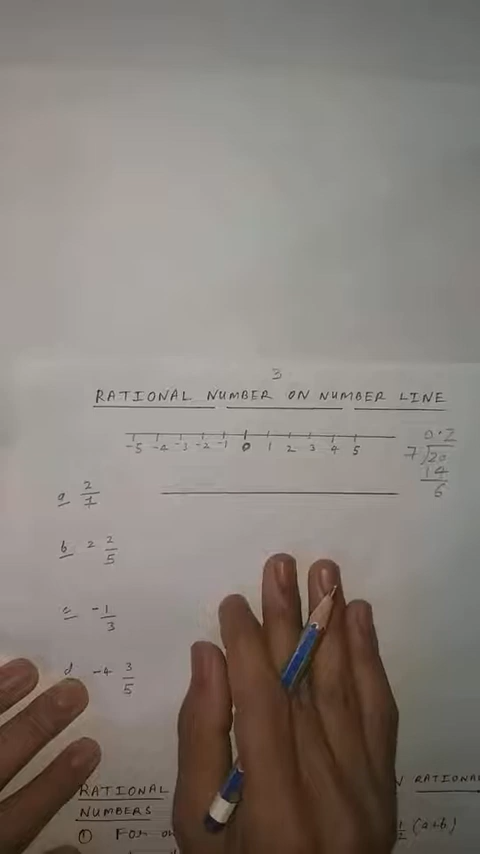 3
RATIONAL NUMBER ON NUMBER LINE
-5 -4 -3 -2 -1 0 1 2 3 4 5
0.2
7 20
14
6
a 2/7
b 2 2/5
c -1/3
d -4 3/5
RATIONAL
NUMBERS
RATIONAL
① For
1/2 (a+b)